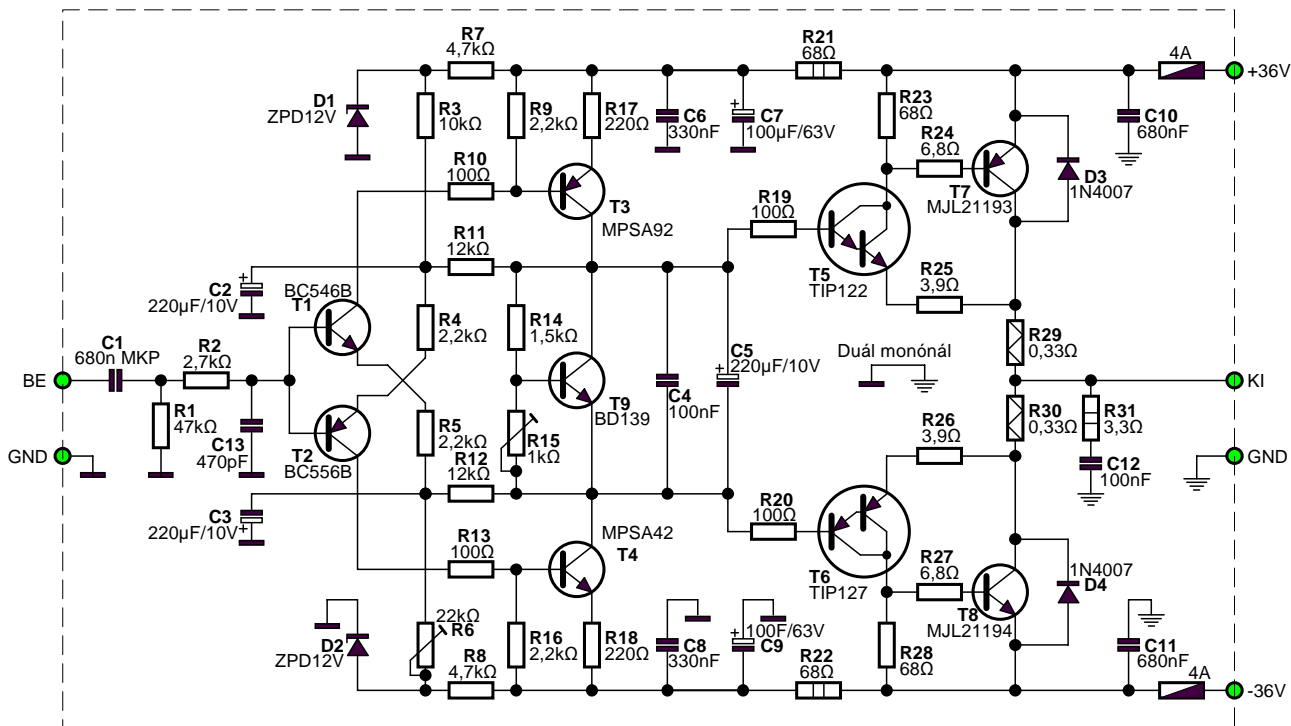 R7
4,7kΩ
R21
68Ω
4A
+36V
D1
ZPD12V
R3
10kΩ
R9
2,2kΩ
R17
220Ω
C6
330nF
+
C7
100µF/63V
R23
68Ω
R24
6,8Ω
C10
680nF
R10
100Ω
T3
MPSA92
T7
MJL21193
D3
1N4007
R19
100Ω
R11
12kΩ
T5
TIP122
R25
3,9Ω
+
C2
220µF/10V
BC546B
T1
R4
2,2kΩ
R14
1,5kΩ
C5
+
220µF/10V
Duál monónál
R29
0,33Ω
C1
680n MKP
R2
2,7kΩ
BE
KI
R1
47kΩ
C13
470pF
T2
BC556B
R5
2,2kΩ
R15
1kΩ
T9
BD139
C4
100nF
R26
3,9Ω
R30
0,33Ω
R31
3,3Ω
GND
GND
R12
12kΩ
C12
100nF
C3
220µF/10V
+
R20
100Ω
MPSA42
T4
R13
100Ω
T6
TIP127
R27
6,8Ω
1N4007
D4
T8
MJL21194
22kΩ
R6
D2
ZPD12V
R16
2,2kΩ
R18
220Ω
C8
330nF
100F/63V
+
C9
R28
68Ω
C11
680nF
R8
4,7kΩ
R22
68Ω
4A
-36V